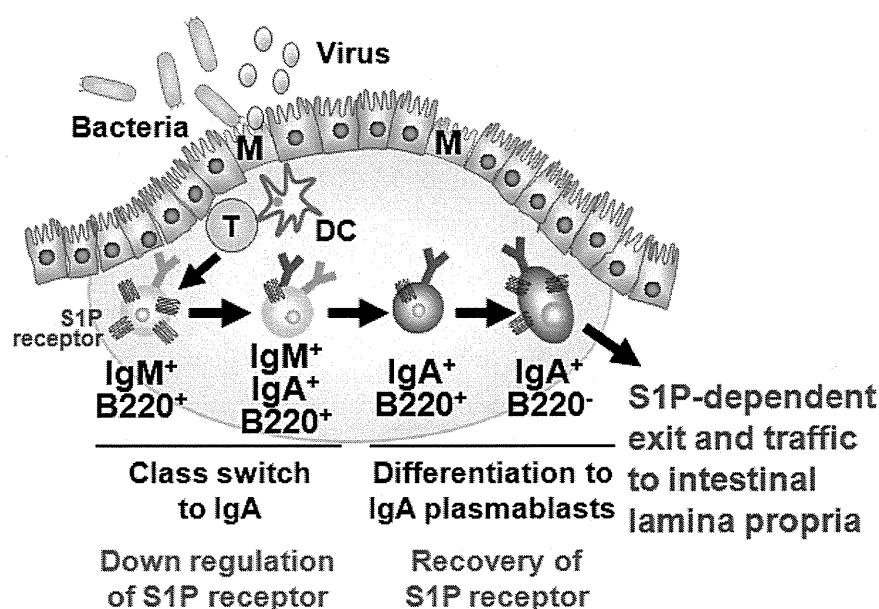 Virus
Bacteria
M
M
T
DC
S1P
receptor
IgM⁺
B220⁺
IgM⁺
IgA⁺
B220⁺
IgA⁺
B220⁺
IgA⁺
B220⁻
S1P-dependent
exit and traffic
to intestinal
lamina propria
Class switch
to IgA
Differentiation to
IgA plasmablasts
Down regulation
of S1P receptor
Recovery of
S1P receptor